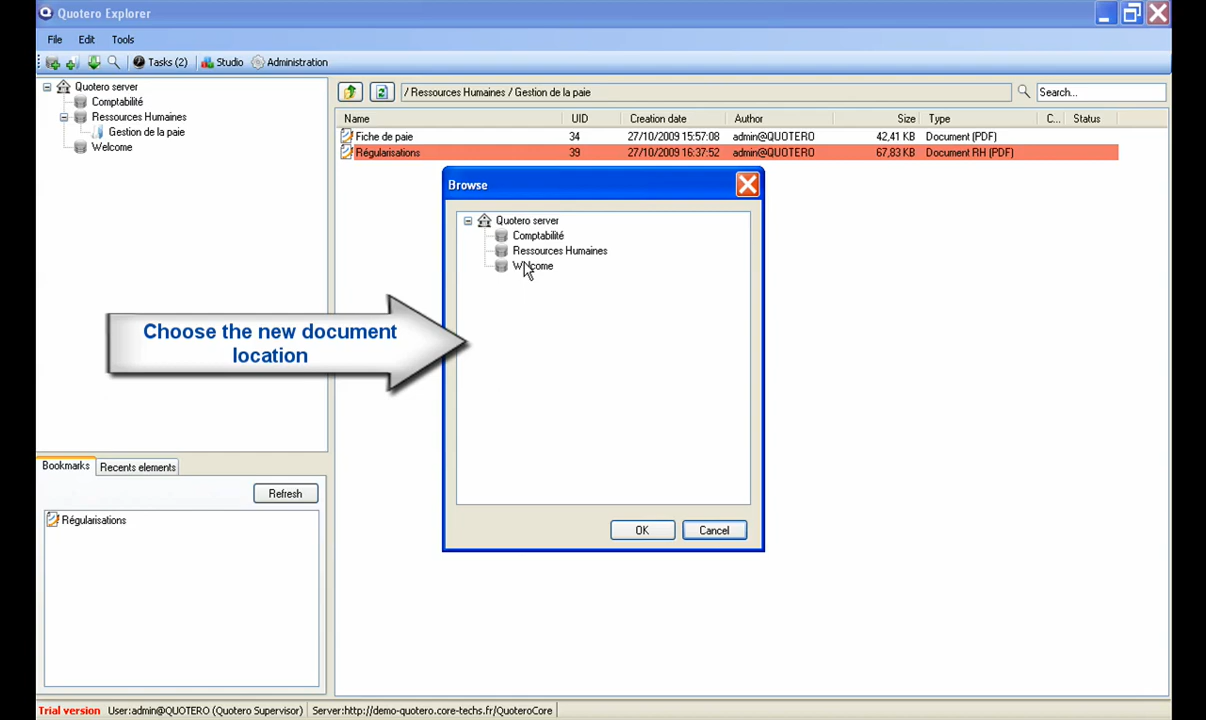 Quotero Explorer
File Edit Tools
Tasks (2) Studio Administration
Quotero server
Comptabilité
Ressources Humaines
Gestion de la paie
Welcome
/ Ressources Humaines / Gestion de la paie
Search...
Name UID Creation date Author Size Type C... Status
Fiche de paie 34 27/10/2009 15:57:08 admin@QUOTERO 42,41 KB Document (PDF)
Régularisations 39 27/10/2009 16:37:52 admin@QUOTERO 67,83 KB Document RH (PDF)
Browse
Quotero server
Comptabilité
Ressources Humaines
Welcome
OK Cancel
Choose the new document
location
Bookmarks Recents elements
Refresh
Régularisations
Trial version User:admin@QUOTERO (Quotero Supervisor) Server:http://demo-quotero.core-techs.fr/QuoteroCore